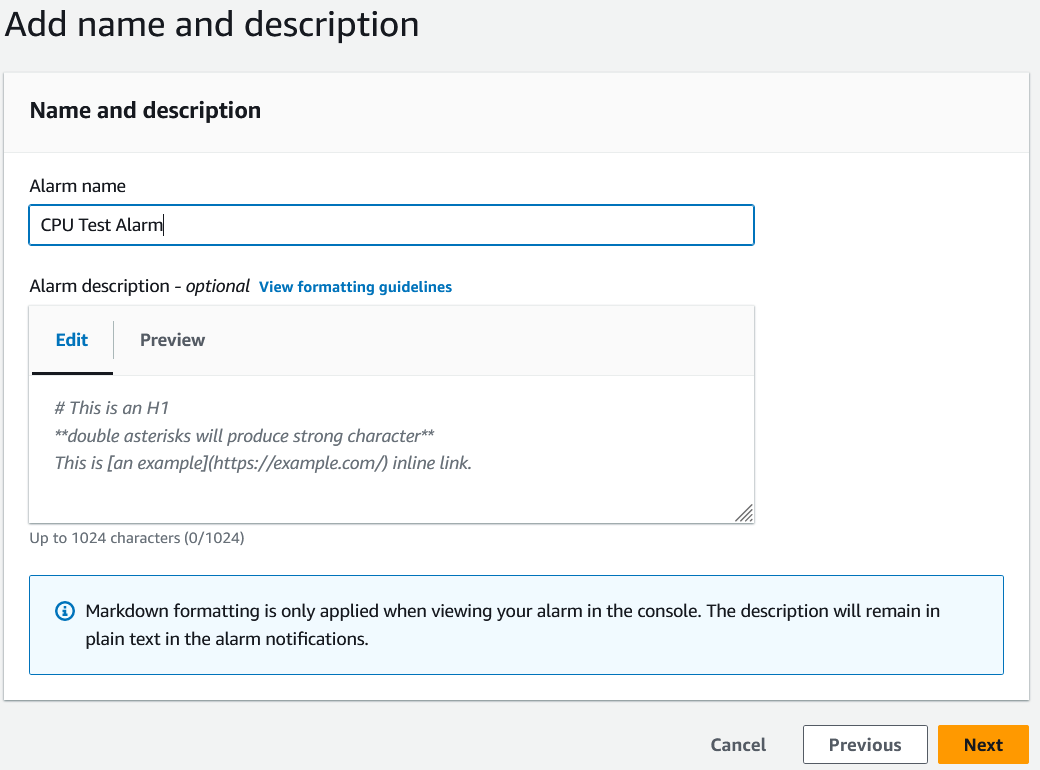 Add name and description
Name and description
Alarm name
CPU Test Alarm
Alarm description - optional View formatting guidelines
Edit Preview
# This is an H1
**double asterisks will produce strong character**
This is [an example](https://example.com/) inline link.
Up to 1024 characters (0/1024)
Markdown formatting is only applied when viewing your alarm in the console. The description will remain in
plain text in the alarm notifications.
Cancel Previous Next